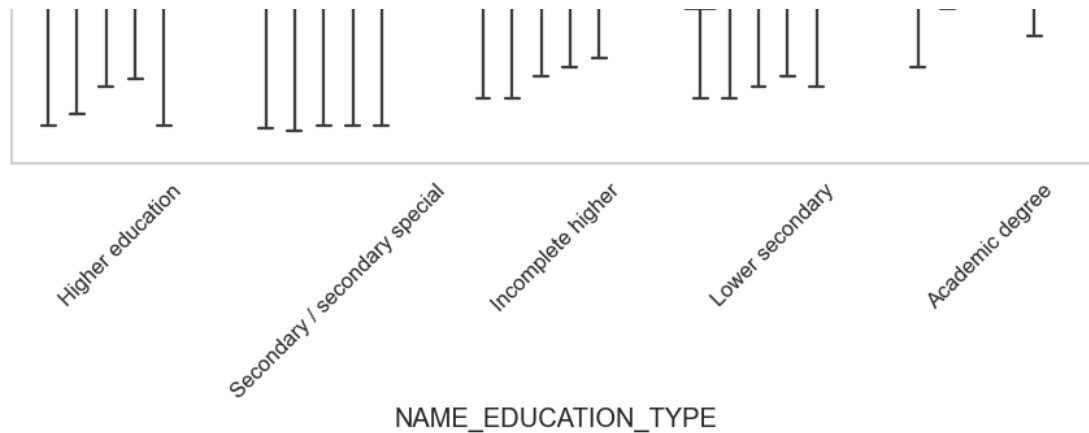 Higher education
Secondary / secondary special
Incomplete higher
Lower secondary
Academic degree
NAME_EDUCATION_TYPE